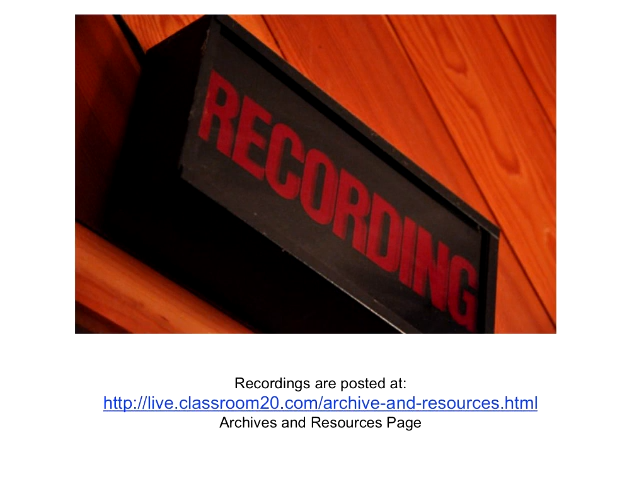 RECORDING
Recordings are posted at:
http://live.classroom20.com/archive-and-resources.html
Archives and Resources Page